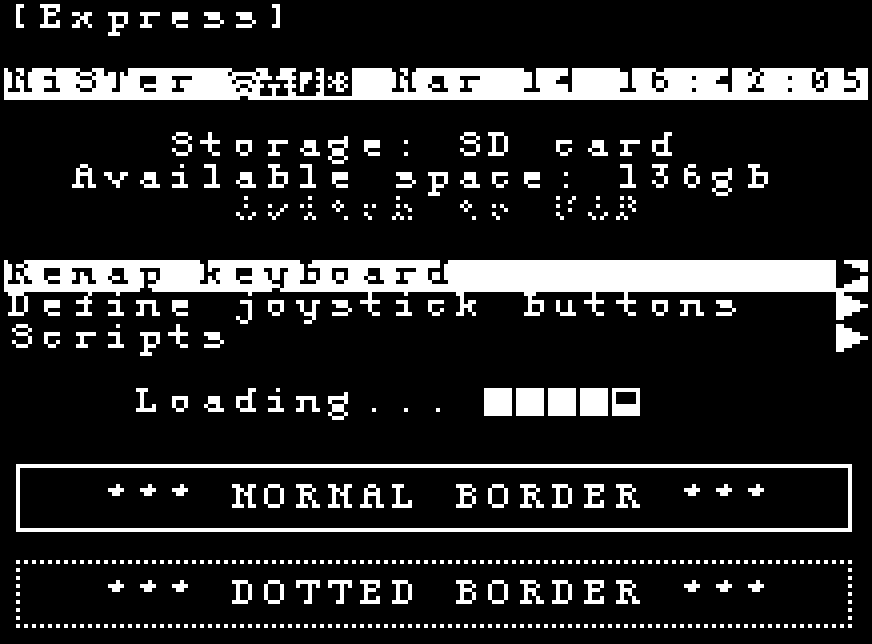 [Express]
MiSTer Mar 14 16:42:05
Storage: SD card
Available space: 136gb
Switch to USB
Remap keyboard
Define joystick buttons
Scripts
Loading...
*** NORMAL BORDER ***
*** DOTTED BORDER ***